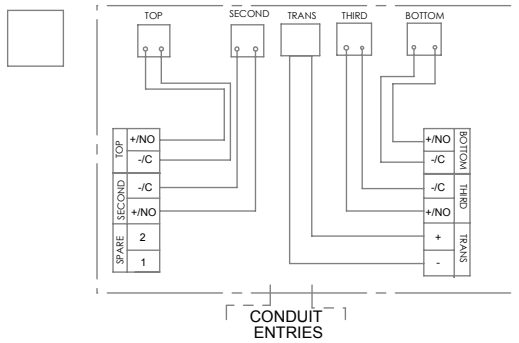 TOP
SECOND
TRANS
THIRD
BOTTOM
TOP
+/NO
-/C
SECOND
-/C
+/NO
SPARE
2
1
BOTTOM
+/NO
-/C
THIRD
-/C
+/NO
TRANS
+
-
CONDUIT
ENTRIES